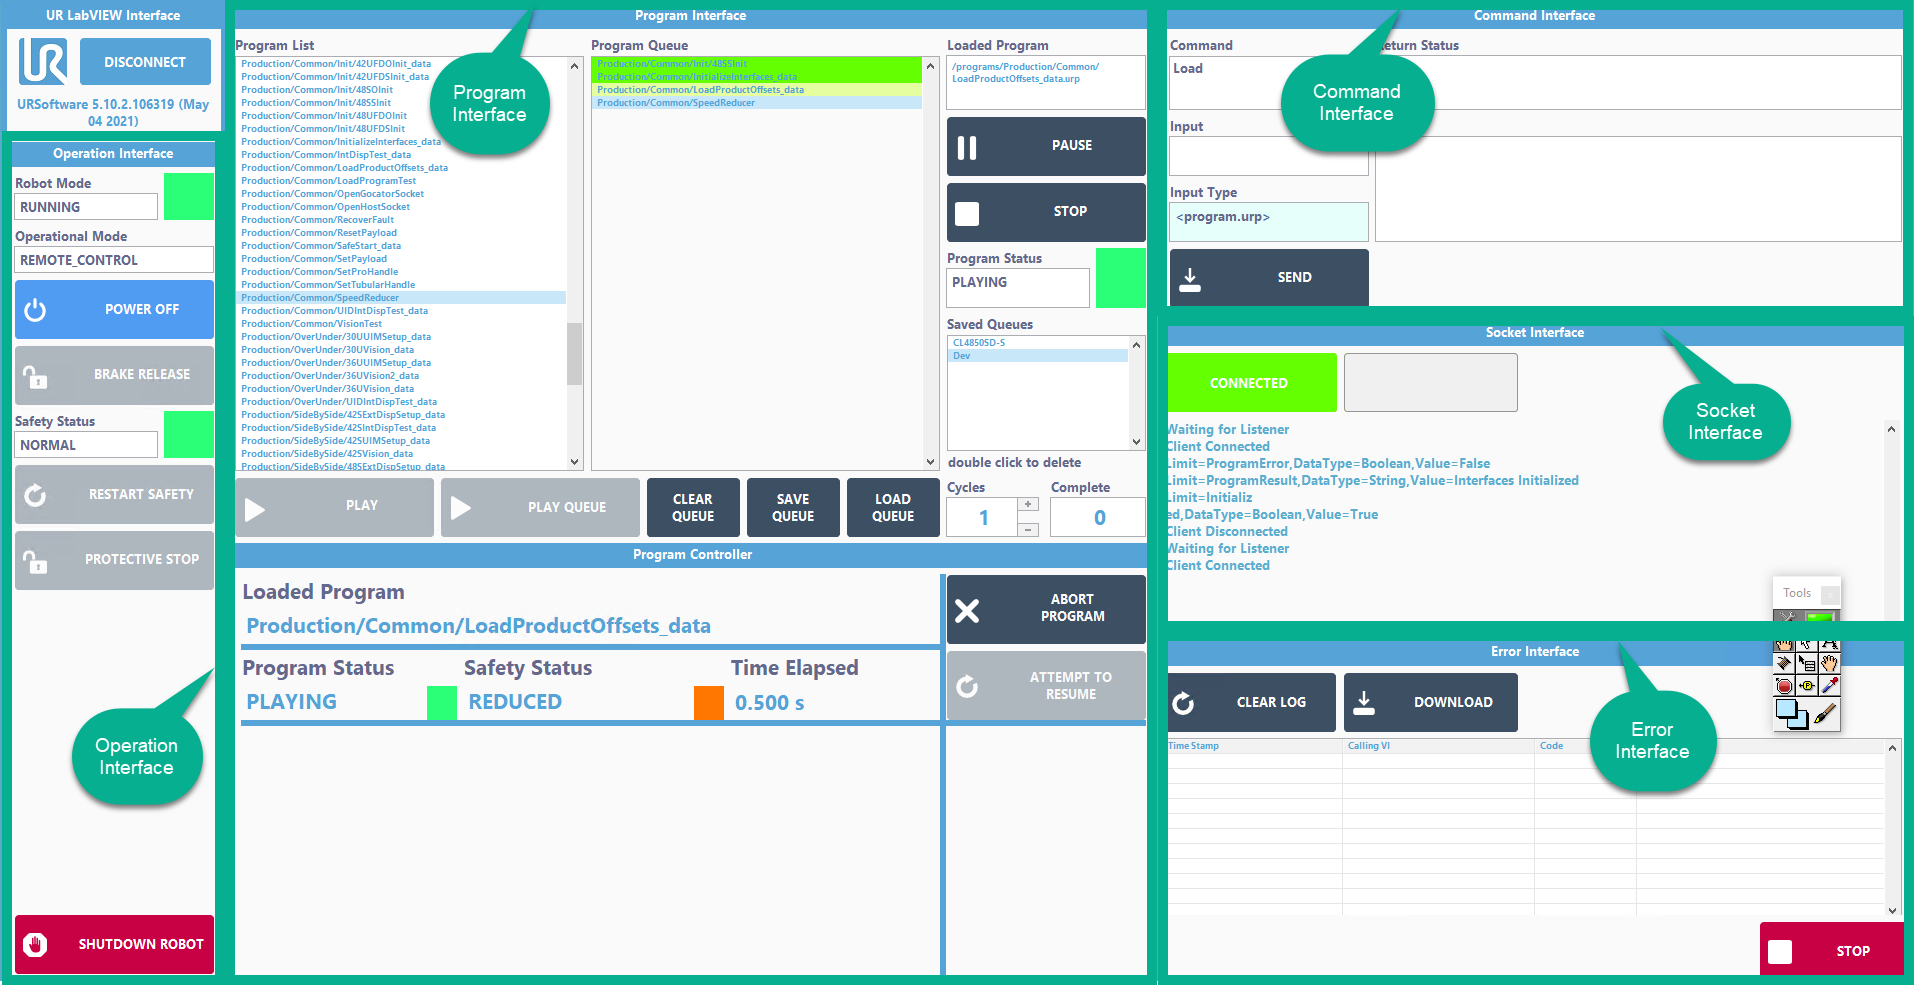 UR LabVIEW Interface
UR
DISCONNECT
URSoftware 5.10.2.106319 (May
04 2021)
Operation Interface
Robot Mode
RUNNING
Operational Mode
REMOTE_CONTROL
POWER OFF
BRAKE RELEASE
Safety Status
NORMAL
RESTART SAFETY
PROTECTIVE STOP
Operation
Interface
SHUTDOWN ROBOT
Program Interface
Program List
Production/Common/Init/42UFDOInit_data
Production/Common/Init/42UFDSInit_data
Production/Common/Init/48SOInit
Production/Common/Init/48SSInit
Production/Common/Init/48UFDOInit
Production/Common/Init/48UFDSInit
Production/Common/InitializeInterfaces_data
Production/Common/IntDispTest_data
Production/Common/LoadProductOffsets_data
Production/Common/LoadProgramTest
Production/Common/OpenGocatorSocket
Production/Common/OpenHostSocket
Production/Common/RecoverFault
Production/Common/ResetPayload
Production/Common/SafeStart_data
Production/Common/SetPayload
Production/Common/SetProHandle
Production/Common/SetTubularHandle
Production/Common/SpeedReducer
Production/Common/UIDIntDispTest_data
Production/Common/VisionTest
Production/OverUnder/30UUIMSetup_data
Production/OverUnder/30UVision_data
Production/OverUnder/36UUIMSetup_data
Production/OverUnder/36UVision2_data
Production/OverUnder/36UVision_data
Production/OverUnder/UIDIntDispTest_data
Production/SideBySide/42SExtDispSetup_data
Production/SideBySide/42SIntDispTest_data
Production/SideBySide/42SUIMSetup_data
Production/SideBySide/42SVision_data
Production/SideBySide/48SExtDispSetup_data
Program Queue
Production/Common/Init/48SSInit
Production/Common/InitializeInterfaces_data
Production/Common/LoadProductOffsets_data
Production/Common/SpeedReducer
Program
Interface
Loaded Program
/programs/Production/Common/
LoadProductOffsets_data.urp
PAUSE
STOP
Program Status
PLAYING
Saved Queues
CL4850SD-S
Dev
double click to delete
Cycles
1
Complete
0
PLAY
PLAY QUEUE
CLEAR
QUEUE
SAVE
QUEUE
LOAD
QUEUE
Program Controller
Loaded Program
Production/Common/LoadProductOffsets_data
Program Status
PLAYING
Safety Status
REDUCED
Time Elapsed
0.500 s
ABORT
PROGRAM
ATTEMPT TO
RESUME
Command Interface
Command
Load
Status
Input
Input Type
<program.urp>
SEND
Command
Interface
Socket Interface
CONNECTED
Waiting for Listener
Client Connected
Limit=ProgramError,DataType=Boolean,Value=False
Limit=ProgramResult,DataType=String,Value=Interfaces Initialized
Limit=Initializ
ed,DataType=Boolean,Value=True
Client Disconnected
Waiting for Listener
Client Connected
Socket
Interface
Tools
Error Interface
CLEAR LOG
DOWNLOAD
Time Stamp
Calling VI
Code
Error
Interface
STOP